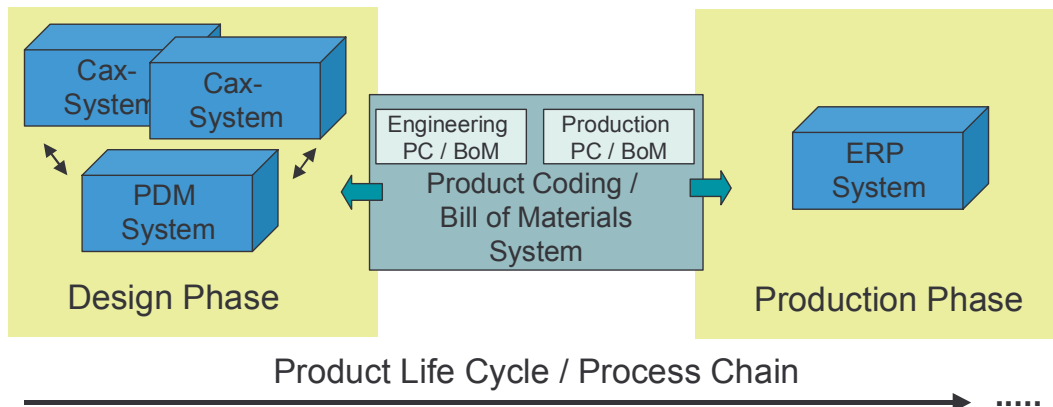 Cax-
System
Cax-
System
PDM
System
Design Phase
Engineering
PC / BoM
Production
PC / BoM
Product Coding /
Bill of Materials
System
ERP
System
Production Phase
Product Life Cycle / Process Chain
.....